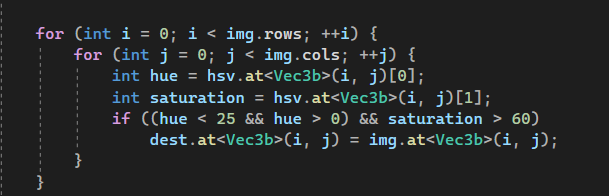 for (int i = 0; i < img.rows; ++i) {
    for (int j = 0; j < img.cols; ++j) {
        int hue = hsv.at<Vec3b>(i, j)[0];
        int saturation = hsv.at<Vec3b>(i, j)[1];
        if ((hue < 25 && hue > 0) && saturation > 60)
            dest.at<Vec3b>(i, j) = img.at<Vec3b>(i, j);
    }
}